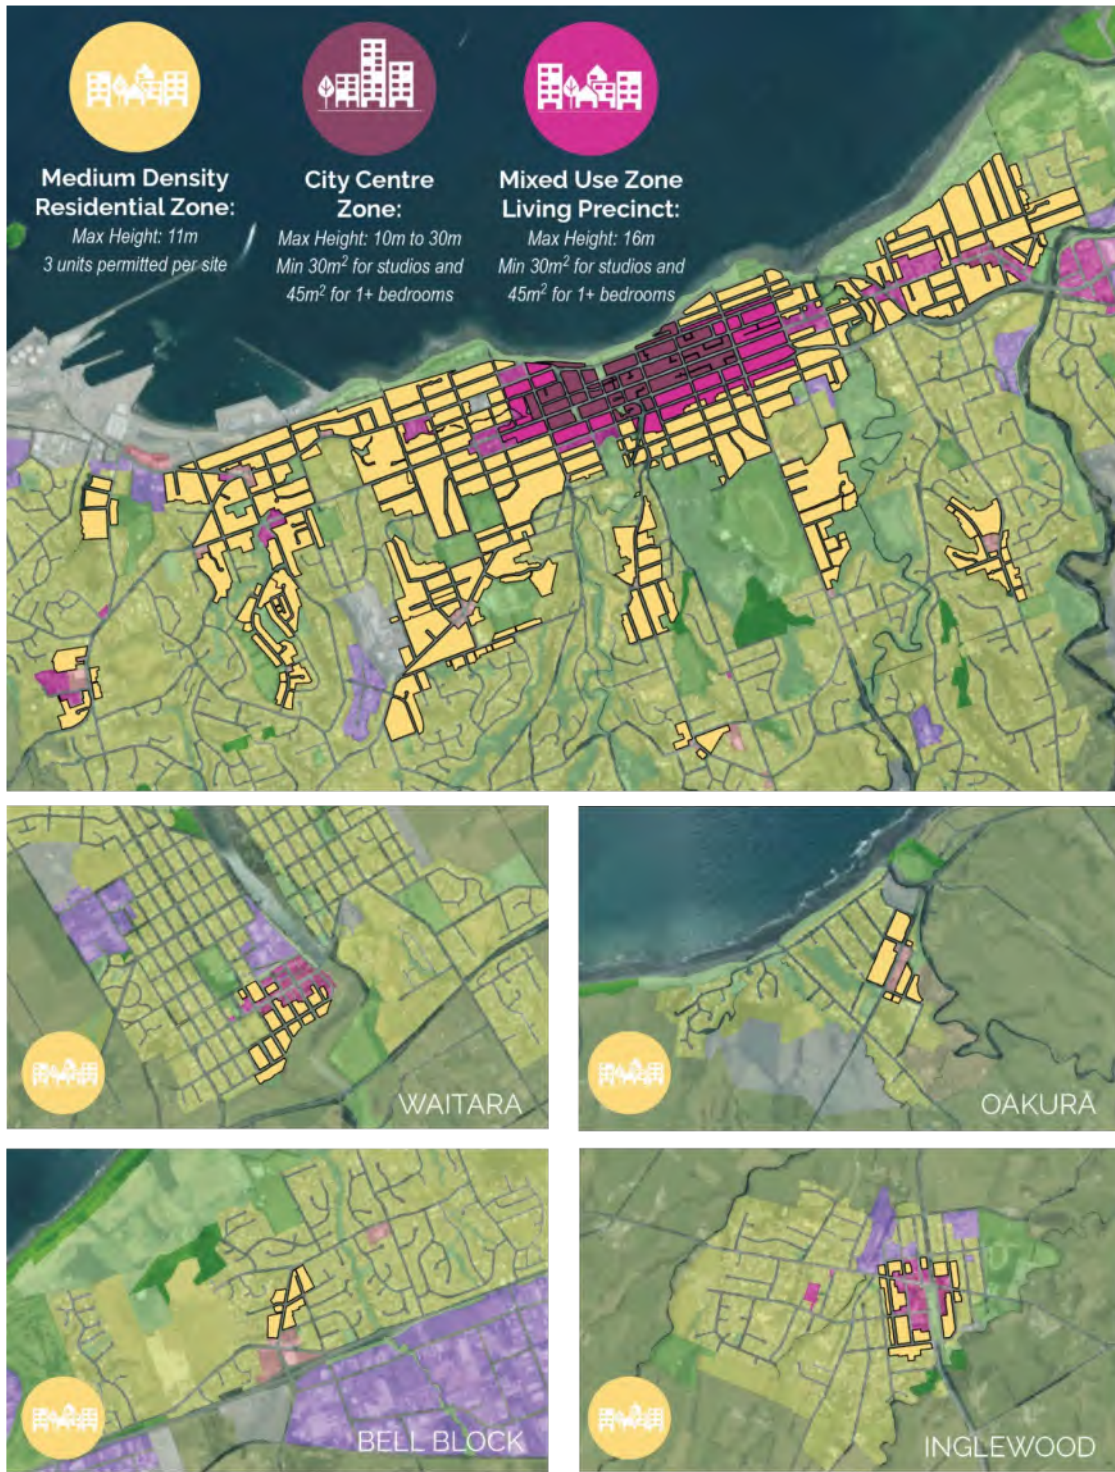 Medium Density
Residential Zone:
Max Height: 11m
3 units permitted per site
City Centre
Zone:
Max Height: 10m to 30m
Min 30m² for studios and
45m² for 1+ bedrooms
Mixed Use Zone
Living Precinct:
Max Height: 16m
Min 30m² for studios and
45m² for 1+ bedrooms
WAITARA
OAKURA
BELL BLOCK
INGLEWOOD